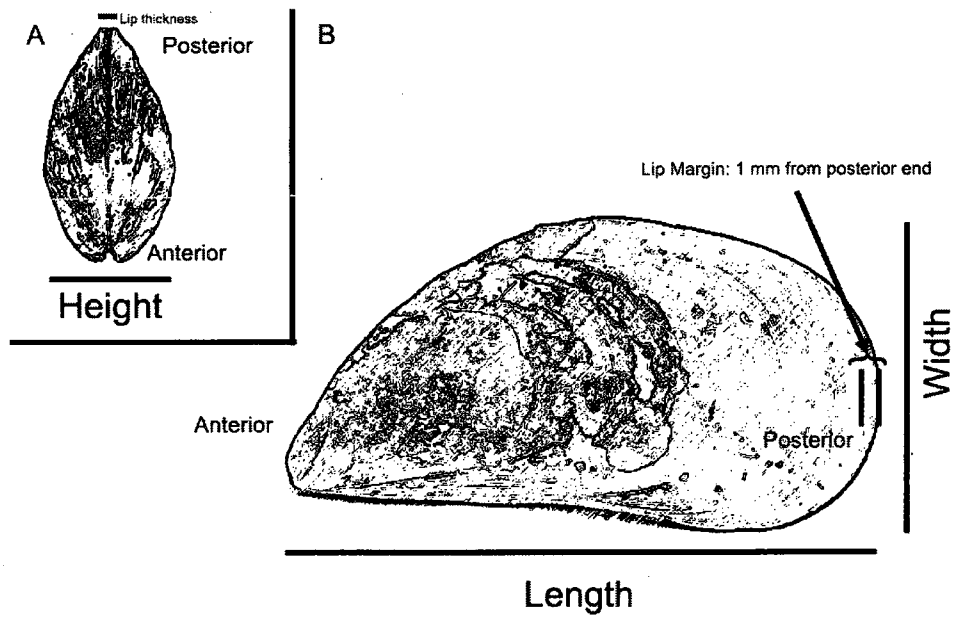 A
Lip thickness
Posterior
Anterior
Height
B
Lip Margin: 1 mm from posterior end
Anterior
Posterior
Width
Length